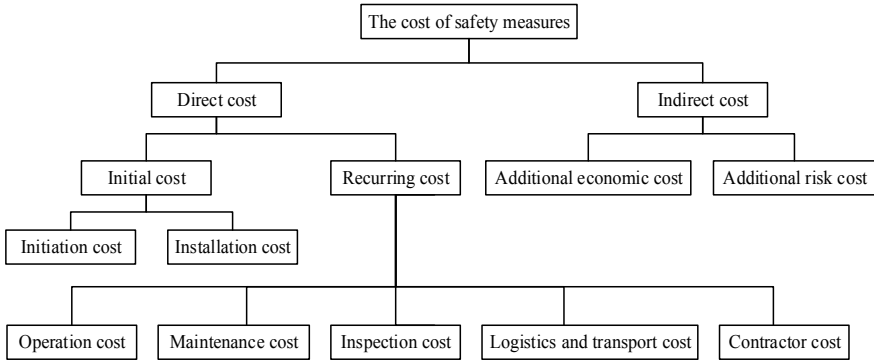 The cost of safety measures
Direct cost
Indirect cost
Initial cost
Recurring cost
Additional economic cost
Additional risk cost
Initiation cost
Installation cost
Operation cost
Maintenance cost
Inspection cost
Logistics and transport cost
Contractor cost